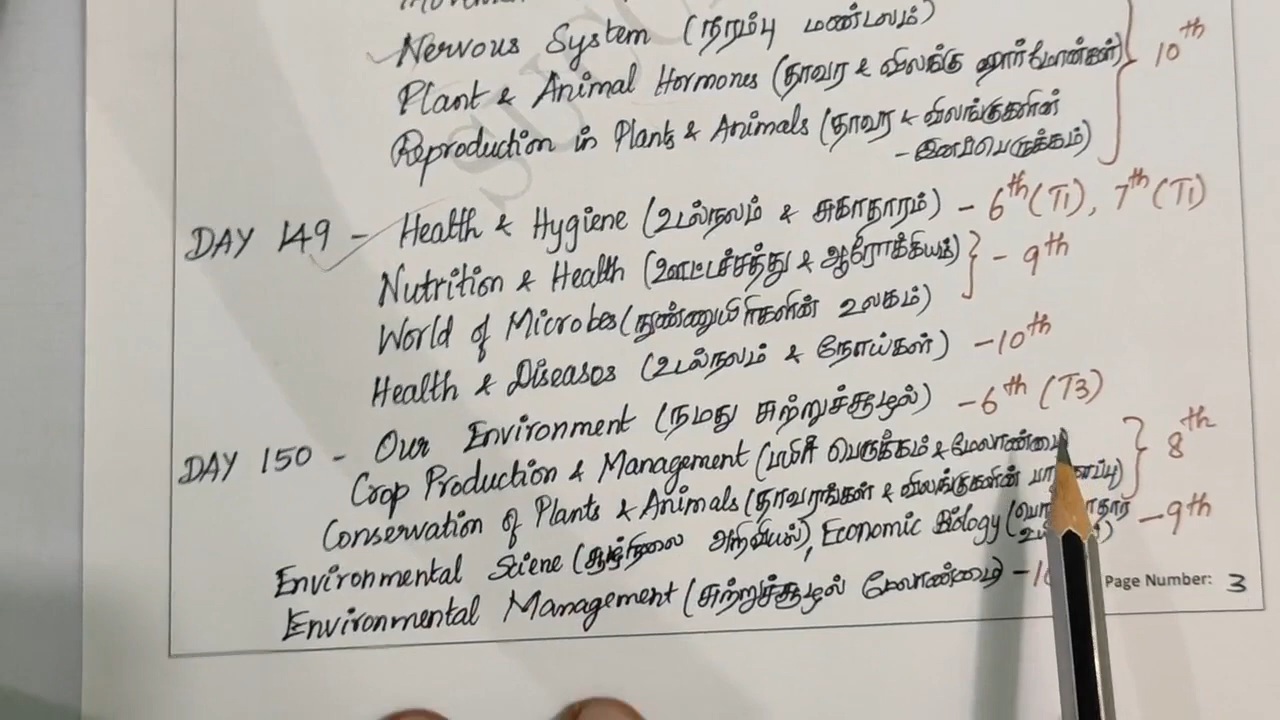 Nervous System (நரம்பு மண்டலம்)
Plant & Animal Hormones (தாவர & விலங்கு ஹார்மோன்கள்) } 10th
Reproduction in Plants & Animals (தாவர & விலங்குகளின்
- இனப்பெருக்கம்)
DAY 149 - Health & Hygiene (உடல்நலம் & சுகாதாரம்) - 6th (T1), 7th (T1)
Nutrition & Health (ஊட்டச்சத்து & ஆரோக்கியம்) } - 9th
World of Microbes (நுண்ணுயிரிகளின் உலகம்)
Health & Diseases (உடல்நலம் & நோய்கள்) - 10th
DAY 150 - Our Environment (நமது சுற்றுச்சூழல்) - 6th (T3)
Crop Production & Management (பயிர் பெருக்கம் & மேலாண்மை } 8th
Conservation of Plants & Animals (தாவரங்கள் & விலங்குகளின்
Environmental Sciene (சூழ்நிலை அறிவியல்), Economic Biology - 9th
Environmental Management (சுற்றுச்சூழல் மேலாண்மை) -
Page Number: 3